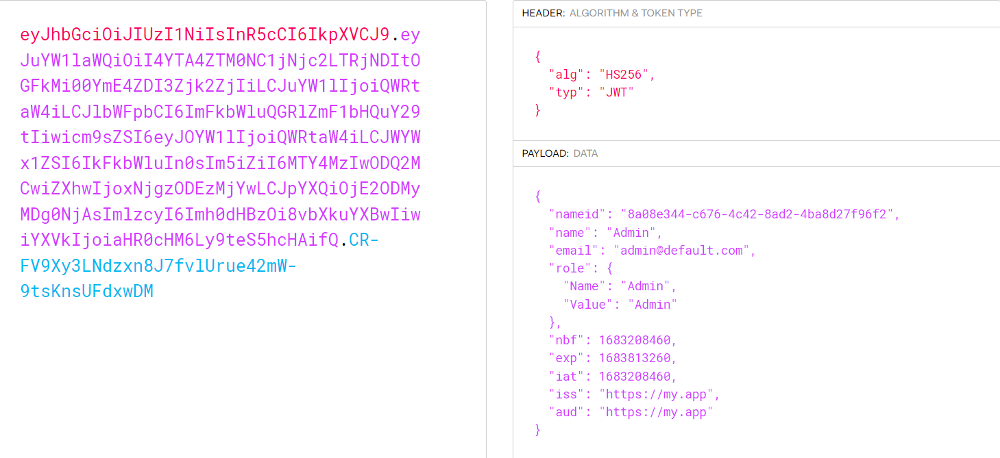 eyJhbGciOiJIUzI1NiIsInR5cCI6IkpXVCJ9.ey
JuYW1laWQiOiI4YTA4ZTM0NC1jNjc2LTRjNDItO
GFkMi00YmE4ZDI3Zjk2ZjIiLCJuYW1lIjoiQWRt
aW4iLCJlbWFpbCI6ImFkbWluQGRlZmF1bHQuY29
tIiwicm9sZSI6eyJOYW1lIjoiQWRtaW4iLCJWYW
x1ZSI6IkFkbWluIn0sIm5iZiI6MTY4MzIwODQ2M
CwiZXhwIjoxNjgzODEzMjYwLCJpYXQiOjE2ODMy
MDg0NjAsImlzcyI6Imh0dHBzOi8vbXkuYXBwIiw
iYXVkIjoiaHR0cHM6Ly9teS5hcHAifQ.CR-
FV9Xy3LNdzxn8J7fvlUrue42mW-
9tsKnsUFdxwDM
HEADER: ALGORITHM & TOKEN TYPE
{
"alg": "HS256",
"typ": "JWT"
}
PAYLOAD: DATA
{
"nameid": "8a08e344-c676-4c42-8ad2-4ba8d27f96f2",
"name": "Admin",
"email": "admin@default.com",
"role": {
"Name": "Admin",
"Value": "Admin"
},
"nbf": 1683208460,
"exp": 1683813260,
"iat": 1683208460,
"iss": "https://my.app",
"aud": "https://my.app"
}